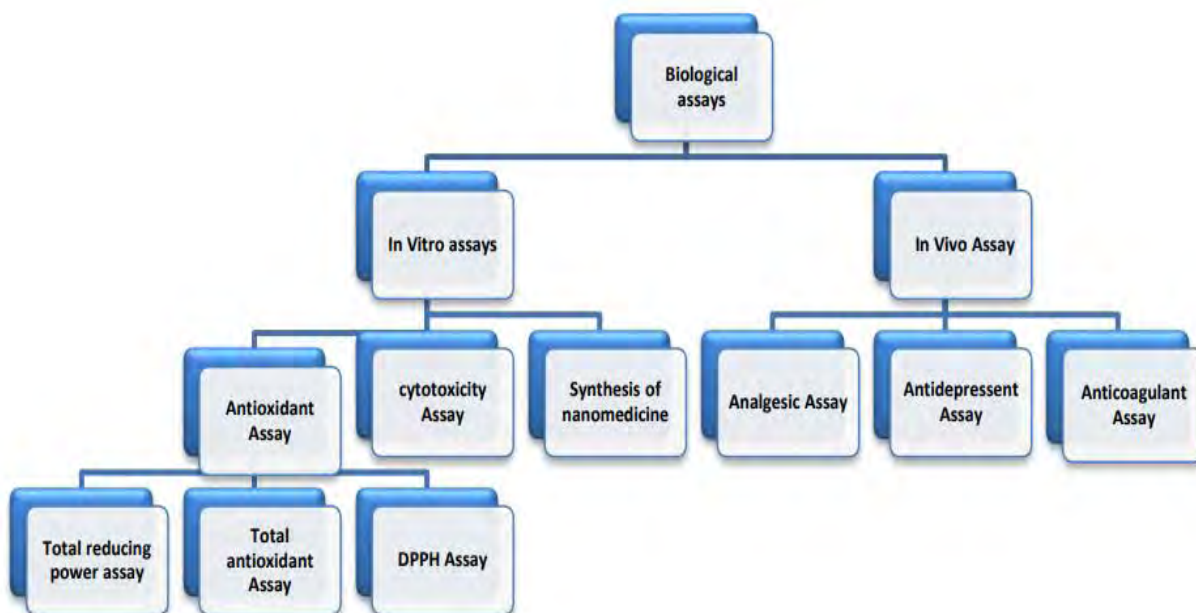 Biological
assays
In Vitro assays
In Vivo Assay
Antioxidant
Assay
cytotoxicity
Assay
Synthesis of
nanomedicine
Analgesic Assay
Antidepressent
Assay
Anticoagulant
Assay
Total reducing
power assay
Total
antioxidant
Assay
DPPH Assay